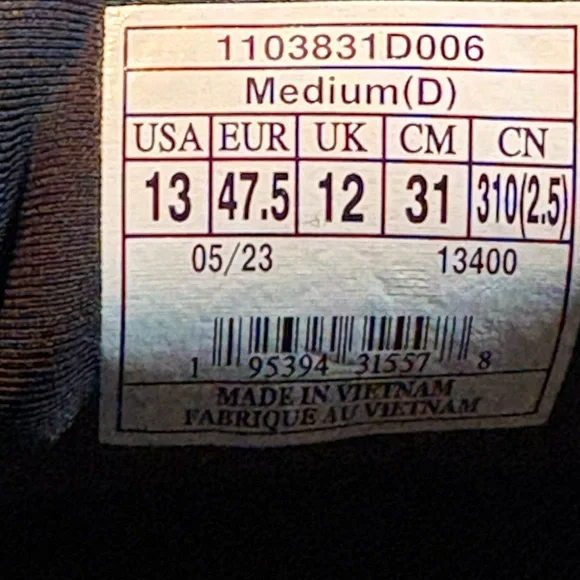 1103831D006
Medium(D)
USA EUR UK CM CN
13 47.5 12 31 310(2.5)
05/23 13400
1 95394 31557 8
MADE IN VIETNAM
FABRIQUE AU VIETNAM